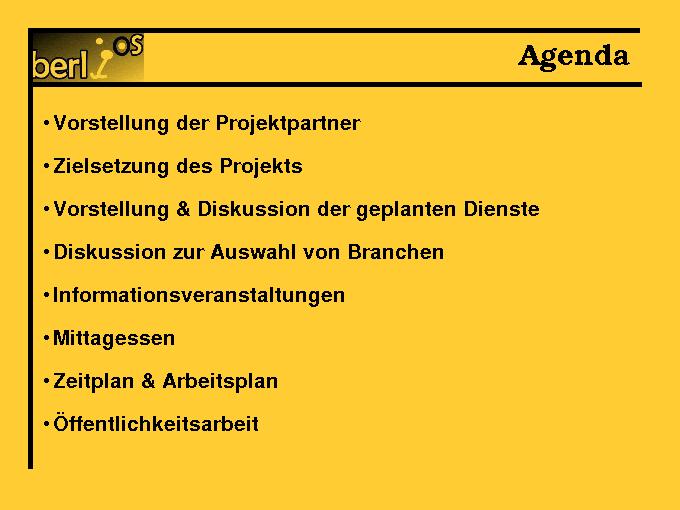 berliOS
Agenda
• Vorstellung der Projektpartner
• Zielsetzung des Projekts
• Vorstellung & Diskussion der geplanten Dienste
• Diskussion zur Auswahl von Branchen
• Informationsveranstaltungen
• Mittagessen
• Zeitplan & Arbeitsplan
• Öffentlichkeitsarbeit